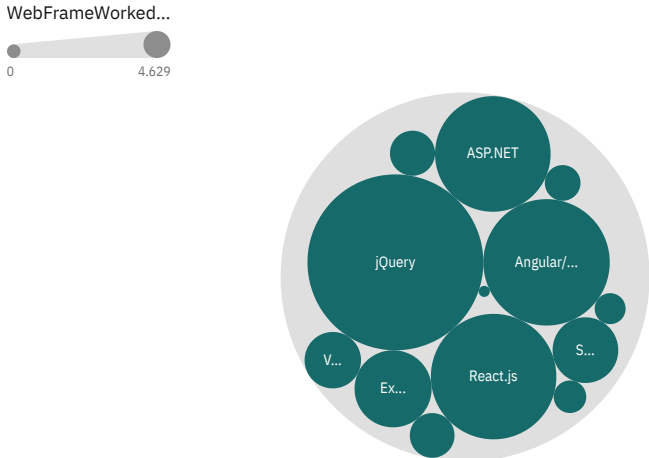 WebFrameWorked...
0 4.629
ASP.NET
jQuery
Angular/...
V...
S...
Ex...
React.js